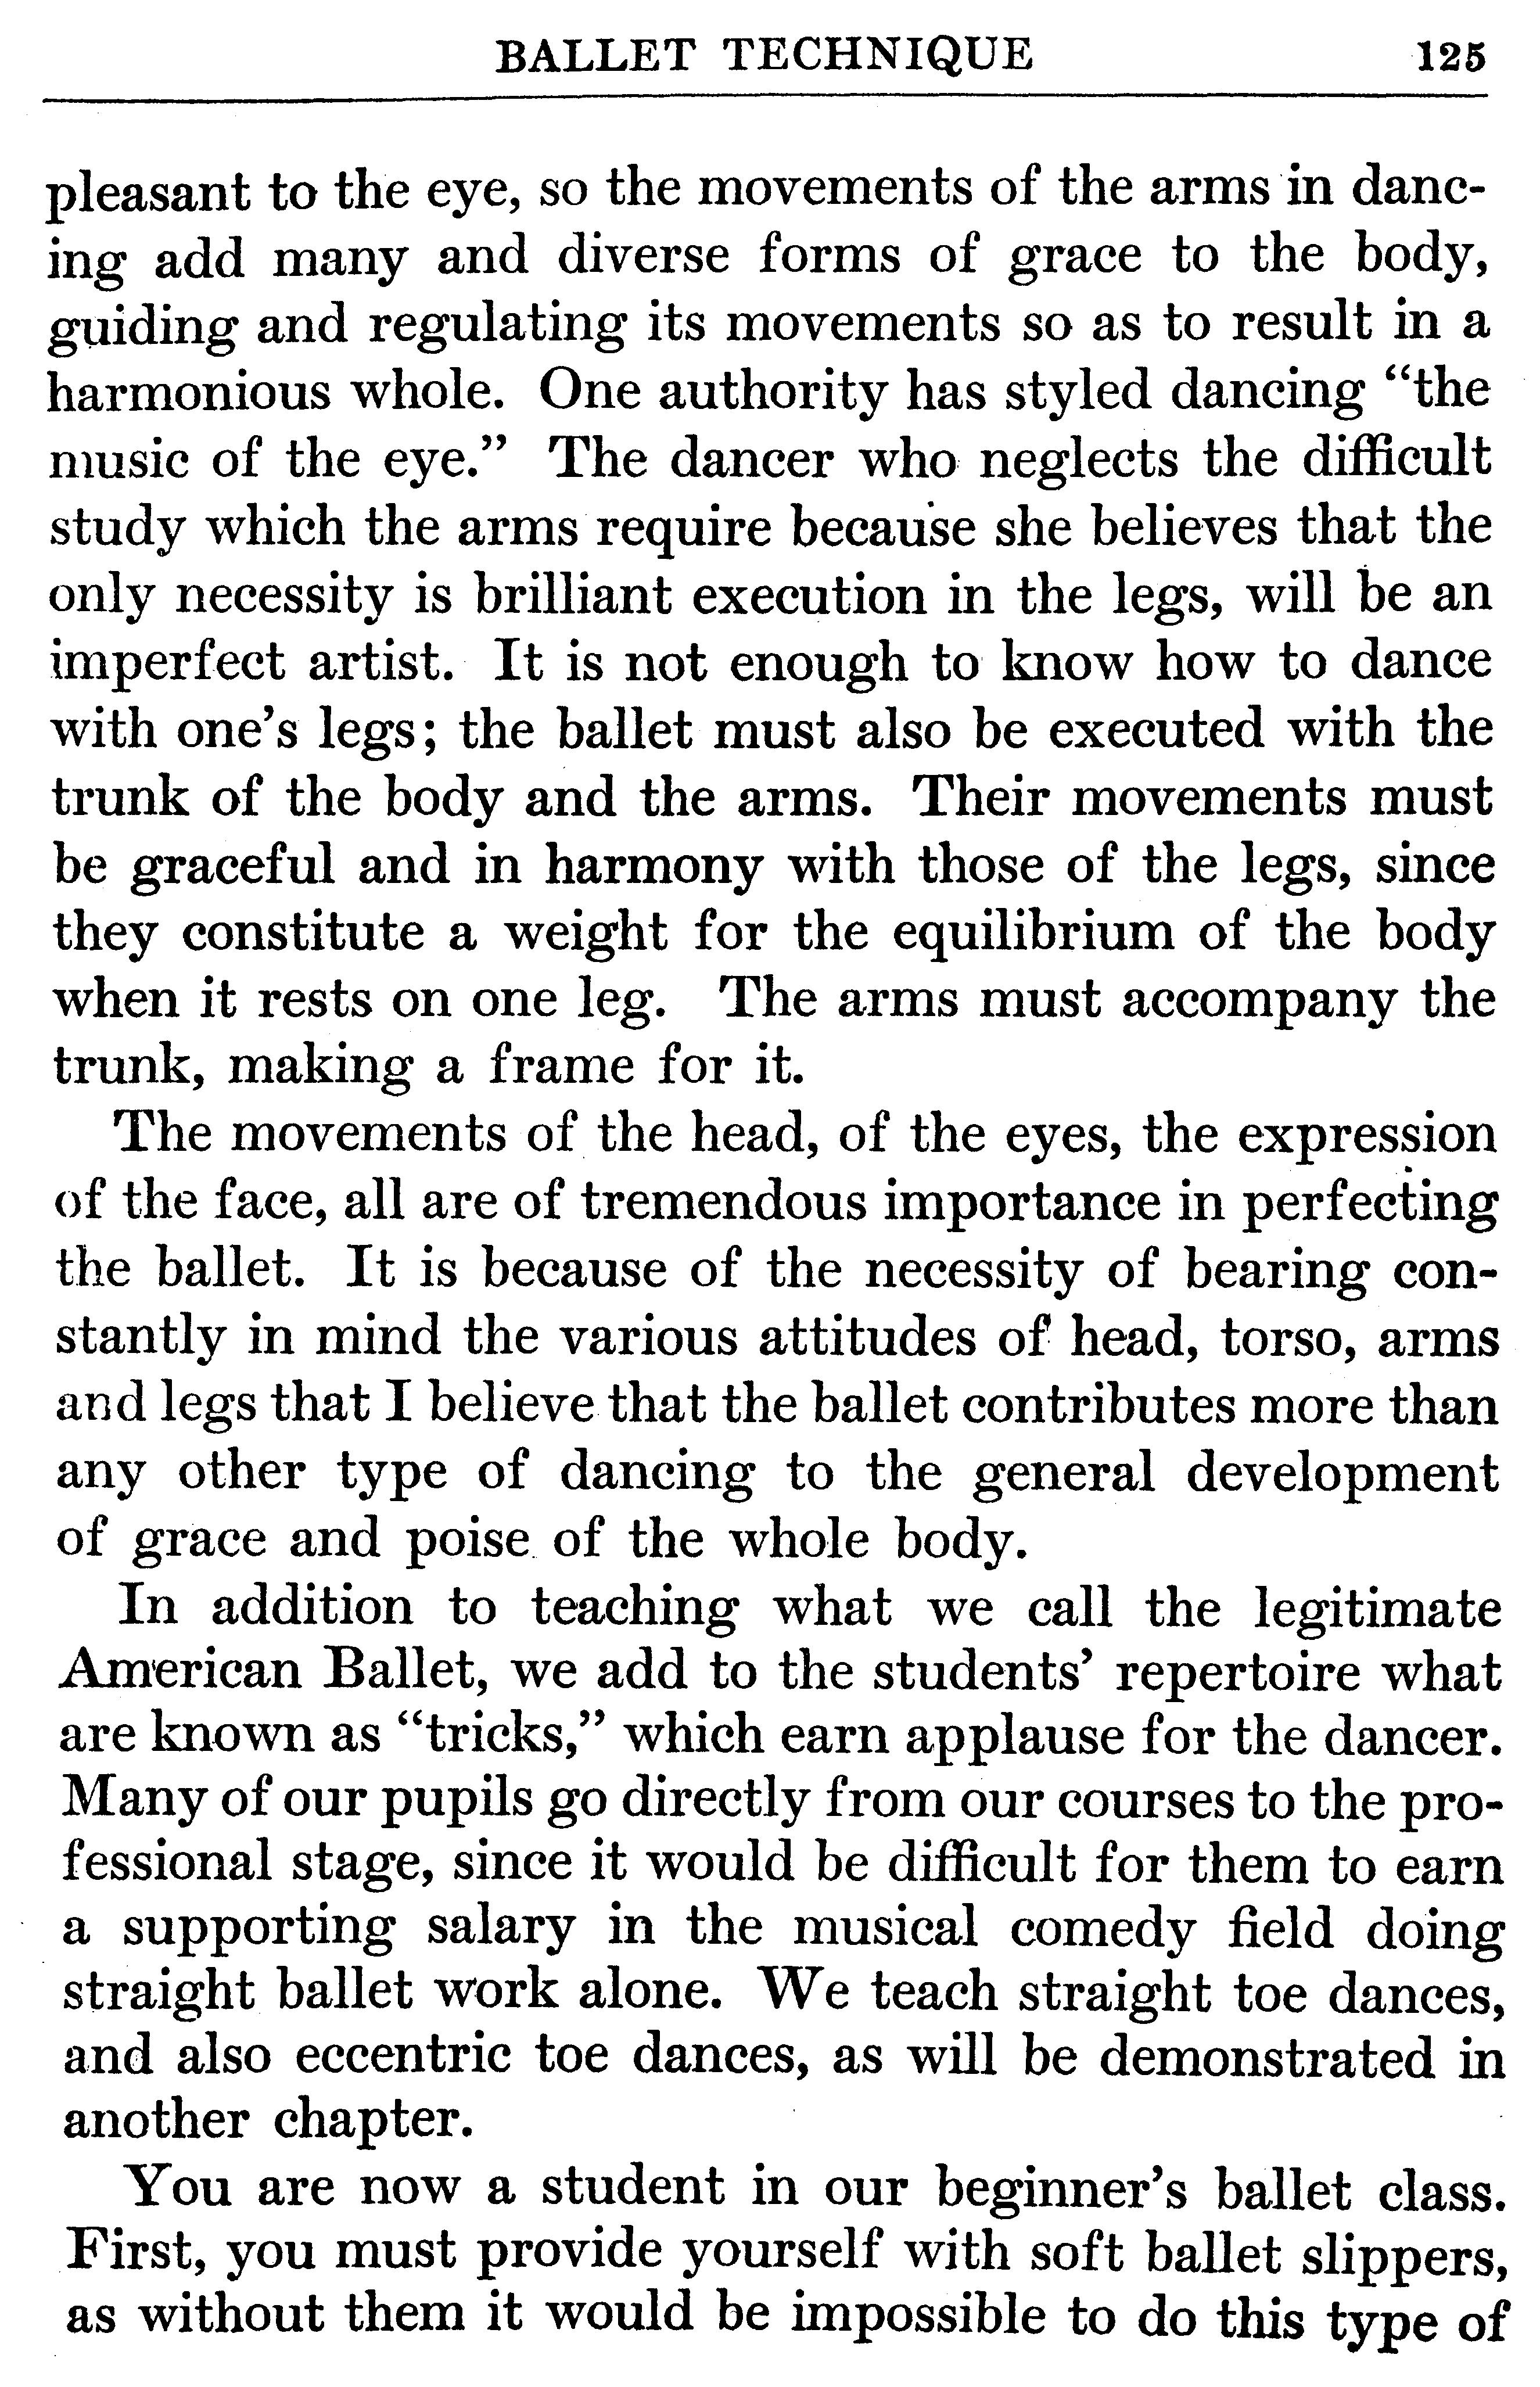 BALLET TECHNIQUE 125
pleasant to the eye, so the movements of the arms in danc-
ing add many and diverse forms of grace to the body,
guiding and regulating its movements so as to result in a
harmonious whole. One authority has styled dancing “the
music of the eye.” The dancer who neglects the difficult
study which the arms require because she believes that the
only necessity is brilliant execution in the legs, will be an
imperfect artist. It is not enough to know how to dance
with one’s legs; the ballet must also be executed with the
trunk of the body and the arms. Their movements must
be graceful and in harmony with those of the legs, since
they constitute a weight for the equilibrium of the body
when it rests on one leg. The arms must accompany the
trunk, making a frame for it.
The movements of the head, of the eyes, the expression
of the face, all are of tremendous importance in perfecting
the ballet. It is because of the necessity of bearing con-
stantly in mind the various attitudes of head, torso, arms
and legs that I believe that the ballet contributes more than
any other type of dancing to the general development
of grace and poise of the whole body.
In addition to teaching what we call the legitimate
American Ballet, we add to the students’ repertoire what
are known as “tricks,” which earn applause for the dancer.
Many of our pupils go directly from our courses to the pro-
fessional stage, since it would be difficult for them to earn
a supporting salary in the musical comedy field doing
straight ballet work alone. We teach straight toe dances,
and also eccentric toe dances, as will be demonstrated in
another chapter.
You are now a student in our beginner’s ballet class.
First, you must provide yourself with soft ballet slippers,
as without them it would be impossible to do this type of